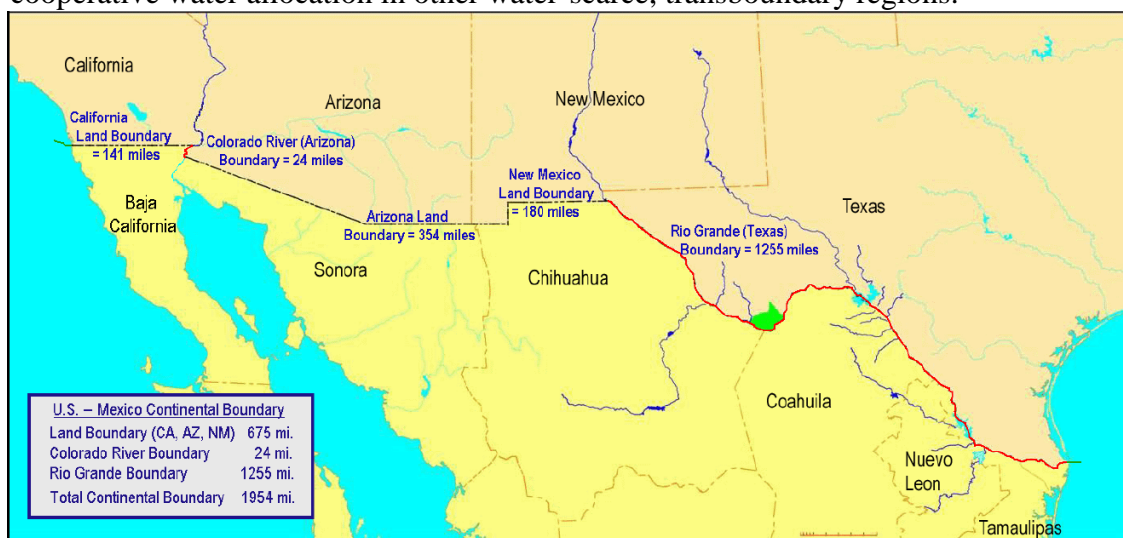 cooperative water allocation in other water-scarce, transboundary regions.
California
Arizona
New Mexico
California
Land Boundary
= 141 miles
Colorado River (Arizona)
Boundary = 24 miles
New Mexico
Land Boundary
= 180 miles
Baja
California
Arizona Land
Boundary = 354 miles
Texas
Rio Grande (Texas)
Boundary = 1255 miles
Sonora
Chihuahua
Coahuila
Nuevo
Leon
Tamaulipas
U.S. – Mexico Continental Boundary
Land Boundary (CA, AZ, NM) 675 mi.
Colorado River Boundary 24 mi.
Rio Grande Boundary 1255 mi.
Total Continental Boundary 1954 mi.